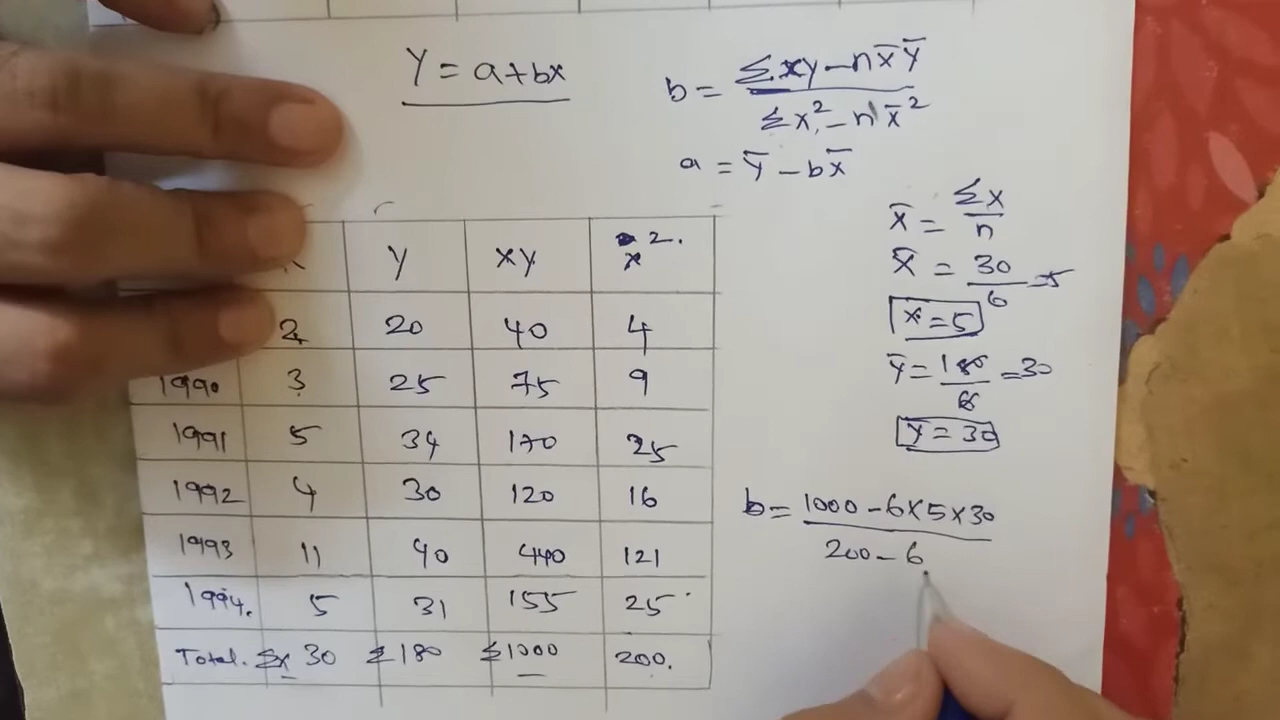 Y = a+bx
b = Σxy-nx̄ȳ / Σx²-nx̄²
a = ȳ - bx̄
x̄ = Σx / n
x̄ = 30 / 6 = 5
x = 5
ȳ = 180 / 6 = 30
y = 30
y xy x².
2 20 40 4
1990 3 25 75 9
1991 5 34 170 25
1992 4 30 120 16
1993 11 40 440 121
1994. 5 31 155 25
Total. Σx 30 Σ 180 Σ1000 200.
b = 1000-6×5×30 / 200-6